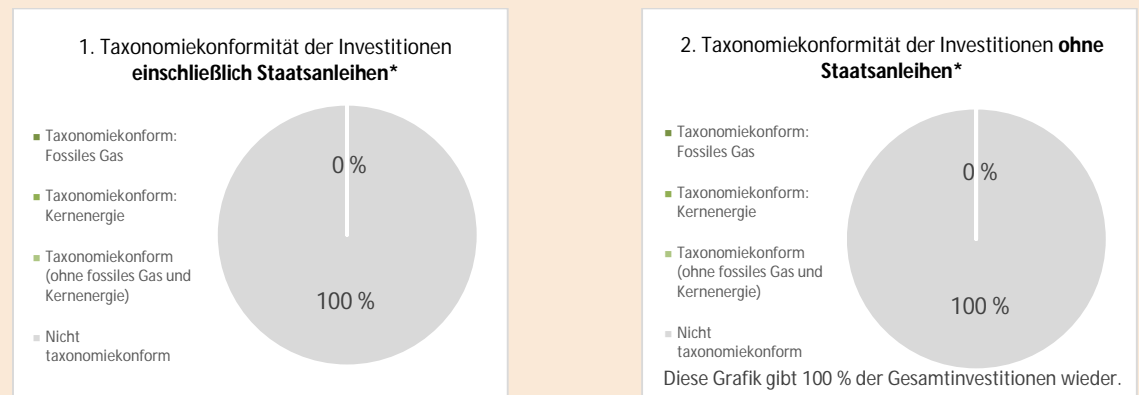 1. Taxonomiekonformität der Investitionen
einschließlich Staatsanleihen*
Taxonomiekonform:
Fossiles Gas
Taxonomiekonform:
Kernenergie
Taxonomiekonform
(ohne fossiles Gas und
Kernenergie)
Nicht
taxonomiekonform
0 %
100 %
2. Taxonomiekonformität der Investitionen ohne
Staatsanleihen*
Taxonomiekonform:
Fossiles Gas
Taxonomiekonform:
Kernenergie
Taxonomiekonform
(ohne fossiles Gas und
Kernenergie)
Nicht
taxonomiekonform
0 %
100 %
Diese Grafik gibt 100 % der Gesamtinvestitionen wieder.